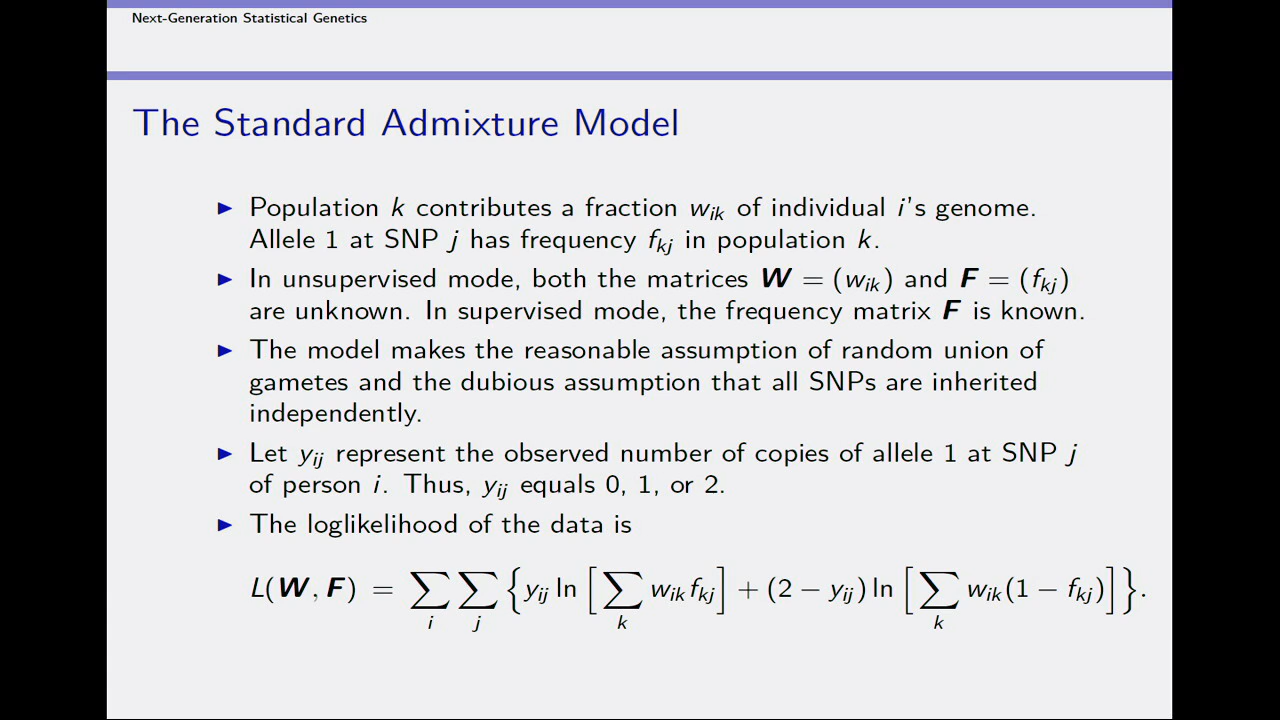 Next-Generation Statistical Genetics
The Standard Admixture Model
▶ Population k contributes a fraction w_ik of individual i's genome.
Allele 1 at SNP j has frequency f_kj in population k.
▶ In unsupervised mode, both the matrices W = (w_ik) and F = (f_kj)
are unknown. In supervised mode, the frequency matrix F is known.
▶ The model makes the reasonable assumption of random union of
gametes and the dubious assumption that all SNPs are inherited
independently.
▶ Let y_ij represent the observed number of copies of allele 1 at SNP j
of person i. Thus, y_ij equals 0, 1, or 2.
▶ The loglikelihood of the data is
L(W, F) = ∑_i ∑_j {y_ij ln [∑_k w_ik f_kj] + (2 − y_ij) ln [∑_k w_ik(1 − f_kj)]}.